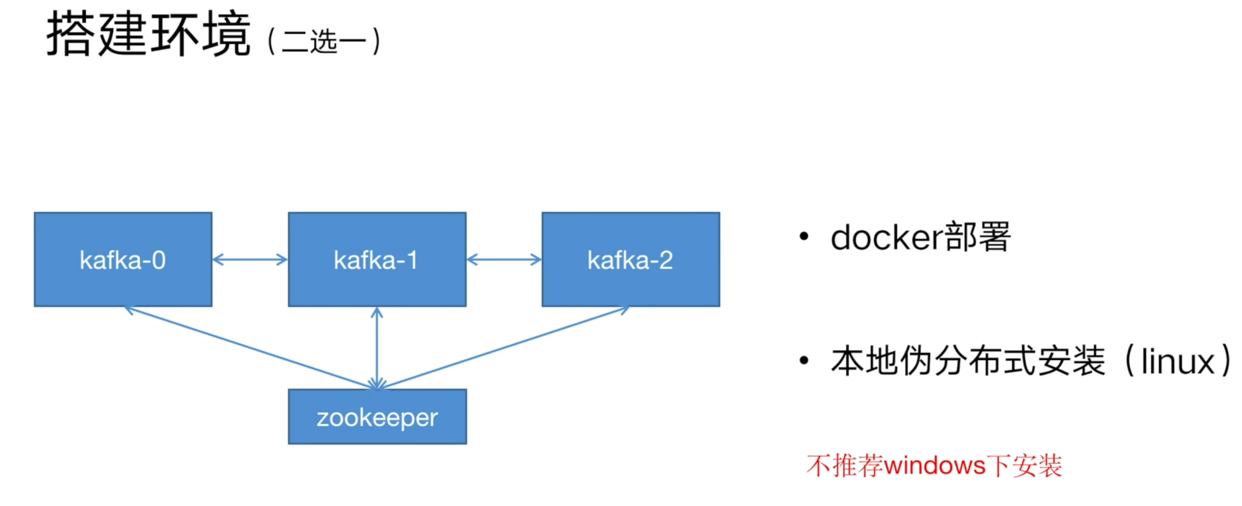 搭建环境（二选一）
kafka-0
kafka-1
kafka-2
zookeeper
• docker部署
• 本地伪分布式安装（linux）
不推荐windows下安装